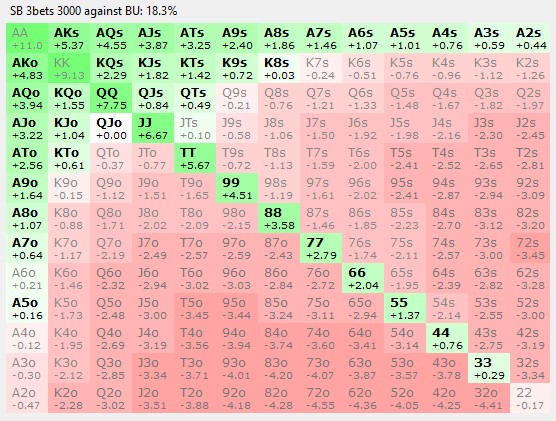 SB 3bets 3000 against BU: 18.3%
AA AKs AQs AJs ATs A9s A8s A7s A6s A5s A4s A3s A2s
+11.0 +5.37 +4.55 +3.87 +3.25 +2.40 +1.86 +1.46 +1.07 +1.01 +0.76 +0.59 +0.44
AKo KK KQs KJs KTs K9s K8s K7s K6s K5s K4s K3s K2s
+4.83 +9.13 +2.29 +1.82 +1.42 +0.72 +0.03 -0.24 -0.51 -0.76 -0.96 -1.12 -1.26
AQo KQo QQ QJs QTs Q9s Q8s Q7s Q6s Q5s Q4s Q3s Q2s
+3.94 +1.55 +7.75 +0.84 +0.49 -0.21 -0.76 -1.21 -1.33 -1.48 -1.67 -1.82 -1.97
AJo KJo QJo JJ JTs J9s J8s J7s J6s J5s J4s J3s J2s
+3.22 +1.04 +0.00 +6.67 -0.10 -0.58 -1.06 -1.50 -1.92 -1.98 -2.16 -2.30 -2.45
ATo KTo QTo JTo TT T9s T8s T7s T6s T5s T4s T3s T2s
+2.56 +0.61 -0.37 -0.77 +5.67 -0.72 -1.13 -1.59 -2.00 -2.41 -2.52 -2.65 -2.81
A9o K9o Q9o J9o T9o 99 98s 97s 96s 95s 94s 93s 92s
+1.64 -0.15 -1.12 -1.51 -1.65 +4.51 -1.19 -1.61 -2.02 -2.41 -2.87 -2.94 -3.09
A8o K8o Q8o J8o T8o 98o 88 87s 86s 85s 84s 83s 82s
+1.07 -0.88 -1.71 -2.02 -2.09 -2.15 +3.58 -1.46 -1.85 -2.23 -2.70 -3.12 -3.20
A7o K7o Q7o J7o T7o 97o 87o 77 76s 75s 74s 73s 72s
+0.64 -1.17 -2.19 -2.49 -2.57 -2.59 -2.43 +2.79 -1.74 -2.11 -2.57 -3.00 -3.45
A6o K6o Q6o J6o T6o 96o 86o 76o 66 65s 64s 63s 62s
+0.21 -1.46 -2.32 -2.94 -3.02 -3.03 -2.84 -2.72 +2.04 -1.95 -2.39 -2.82 -3.28
A5o K5o Q5o J5o T5o 95o 85o 75o 65o 55 54s 53s 52s
+0.16 -1.73 -2.48 -3.00 -3.45 -3.44 -3.24 -3.11 -2.94 +1.37 -2.14 -2.55 -3.00
A4o K4o Q4o J4o T4o 94o 84o 74o 64o 54o 44 43s 42s
-0.12 -1.95 -2.69 -3.19 -3.56 -3.94 -3.74 -3.60 -3.41 -3.14 +0.76 -2.75 -3.19
A3o K3o Q3o J3o T3o 93o 83o 73o 63o 53o 43o 33 32s
-0.30 -2.12 -2.85 -3.34 -3.71 -4.01 -4.20 -4.07 -3.87 -3.57 -3.78 +0.29 -3.34
A2o K2o Q2o J2o T2o 92o 82o 72o 62o 52o 42o 32o 22
-0.47 -2.28 -3.02 -3.51 -3.88 -4.18 -4.28 -4.55 -4.36 -4.05 -4.25 -4.41 -0.17